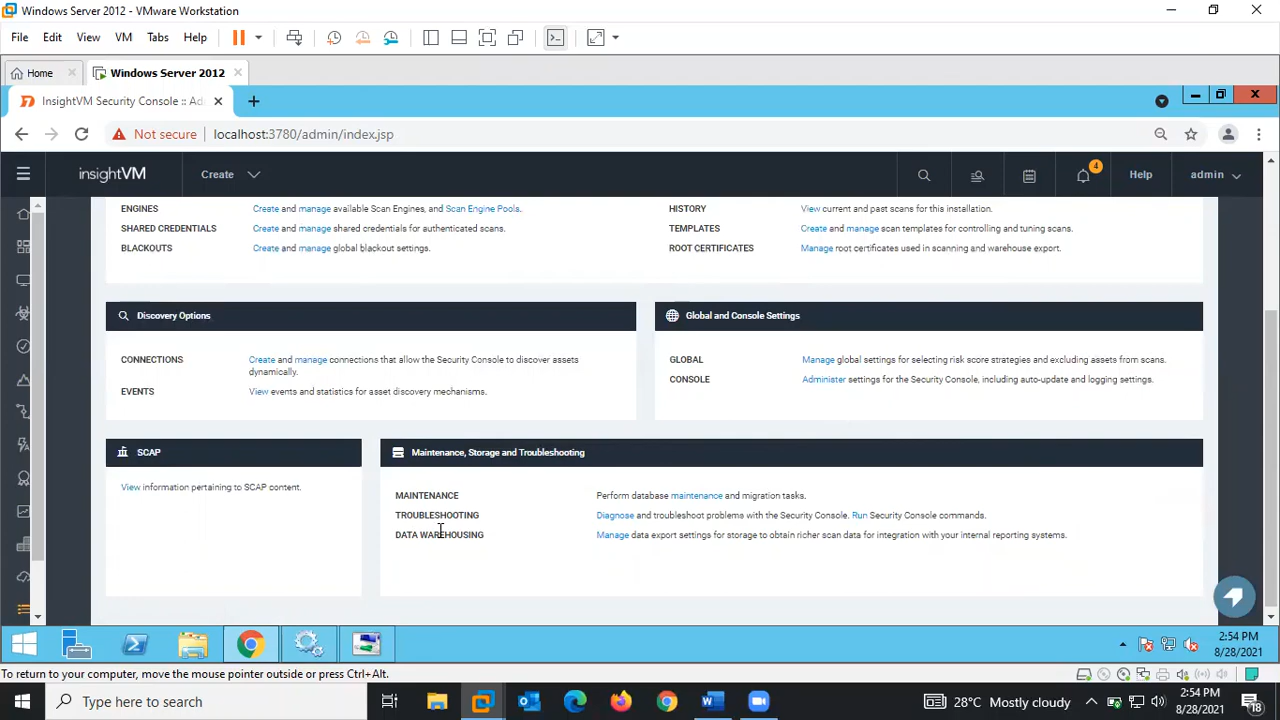 Windows Server 2012 - VMware Workstation
File Edit View VM Tabs Help
Home Windows Server 2012
InsightVM Security Console :: Ad
Not secure localhost:3780/admin/index.jsp
insightVM Create 4 Help admin
ENGINES Create and manage available Scan Engines, and Scan Engine Pools.
SHARED CREDENTIALS Create and manage shared credentials for authenticated scans.
BLACKOUTS Create and manage global blackout settings.
HISTORY View current and past scans for this installation.
TEMPLATES Create and manage scan templates for controlling and tuning scans.
ROOT CERTIFICATES Manage root certificates used in scanning and warehouse export.
Discovery Options
CONNECTIONS Create and manage connections that allow the Security Console to discover assets
dynamically.
EVENTS View events and statistics for asset discovery mechanisms.
Global and Console Settings
GLOBAL Manage global settings for selecting risk score strategies and excluding assets from scans.
CONSOLE Administer settings for the Security Console, including auto-update and logging settings.
SCAP
View information pertaining to SCAP content.
Maintenance, Storage and Troubleshooting
MAINTENANCE Perform database maintenance and migration tasks.
TROUBLESHOOTING Diagnose and troubleshoot problems with the Security Console. Run Security Console commands.
DATA WAREHOUSING Manage data export settings for storage to obtain richer scan data for integration with your internal reporting systems.
2:54 PM
8/28/2021
To return to your computer, move the mouse pointer outside or press Ctrl+Alt.
Type here to search
28°C Mostly cloudy
2:54 PM
8/28/2021
18